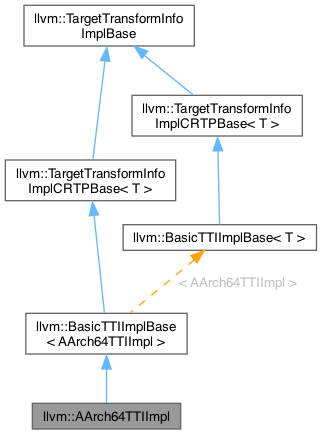 llvm::TargetTransformInfo
ImplBase
llvm::TargetTransformInfo
ImplCRTPBase< T >
llvm::TargetTransformInfo
ImplCRTPBase< T >
llvm::BasicTTIImplBase< T >
< AArch64TTIImpl >
llvm::BasicTTIImplBase
< AArch64TTIImpl >
llvm::AArch64TTIImpl